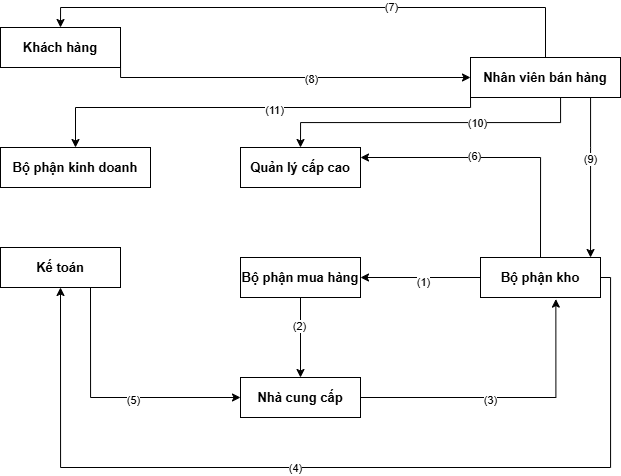 (7)
Khách hàng
Nhân viên bán hàng
(8)
(11)
(10)
Bộ phận kinh doanh
Quản lý cấp cao
(6)
(9)
Kế toán
Bộ phận mua hàng
(1)
Bộ phận kho
(2)
(5)
Nhà cung cấp
(3)
(4)